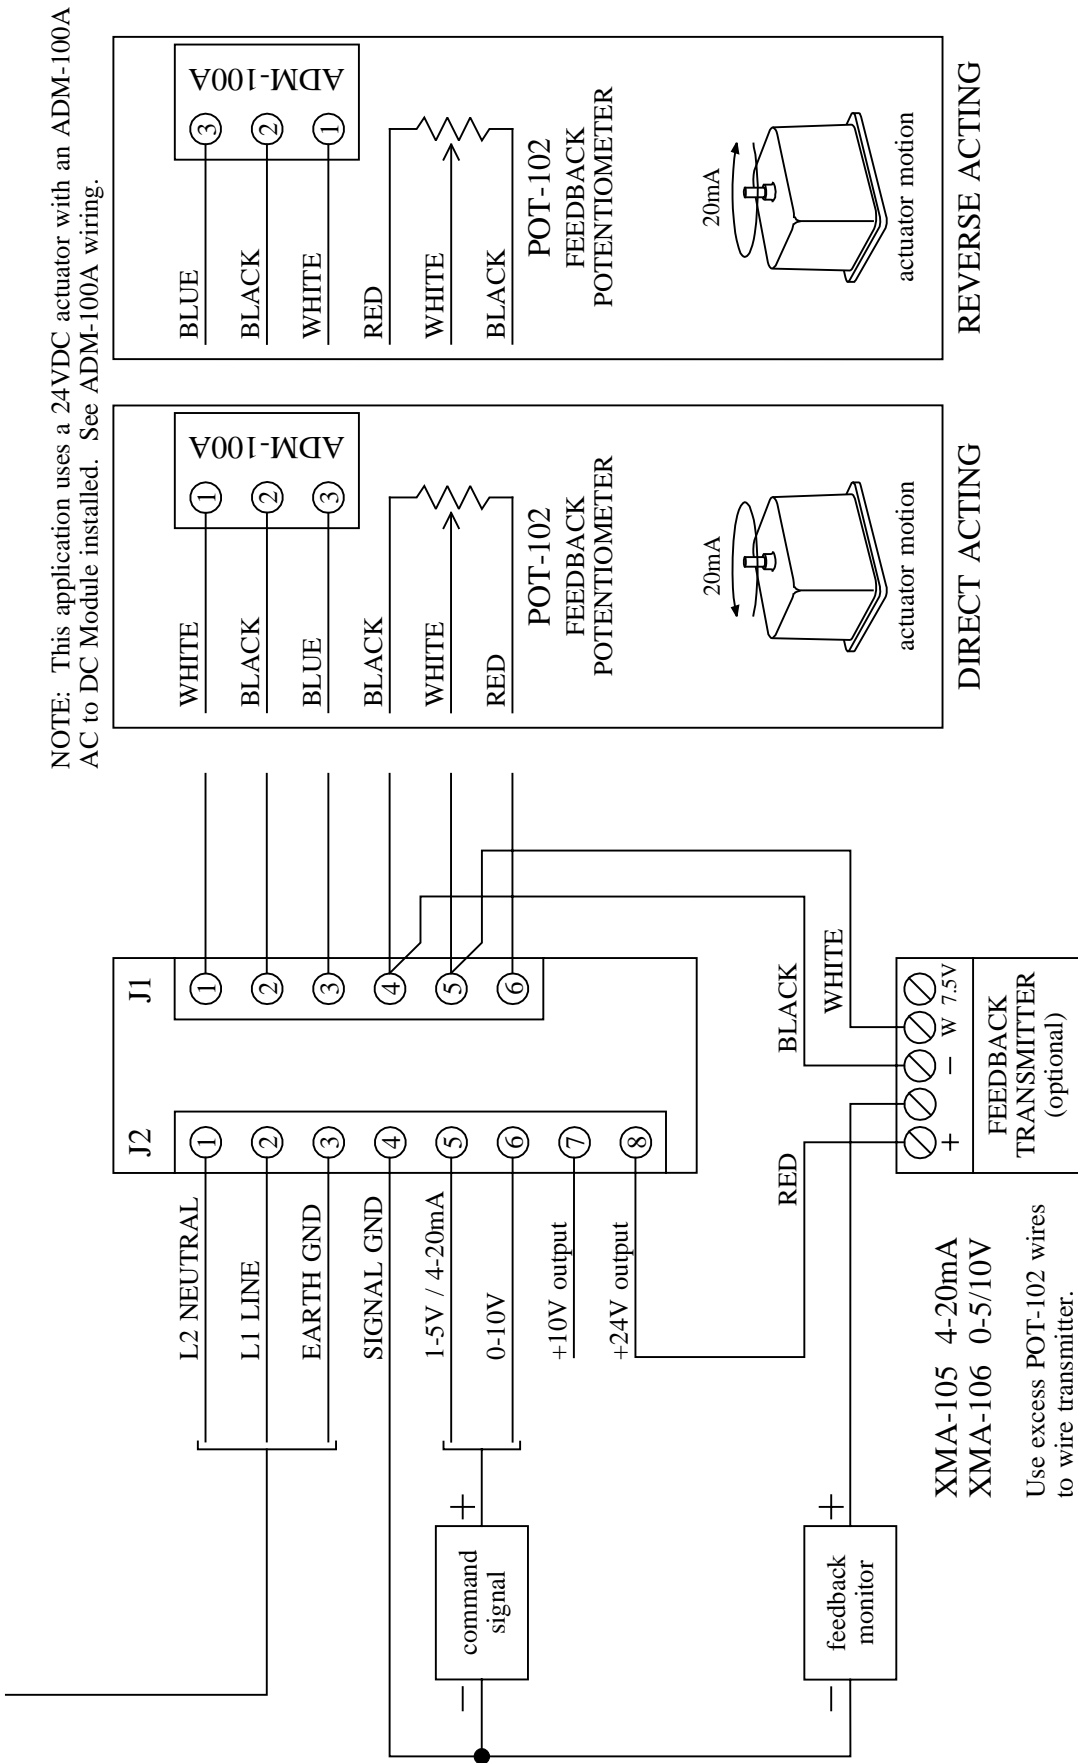 NOTE: This application uses a 24VDC actuator with an ADM-100A
AC to DC Module installed. See ADM-100A wiring.
J2
1
2
3
4
5
6
7
8
L2 NEUTRAL
L1 LINE
EARTH GND
SIGNAL GND
1-5V / 4-20mA
0-10V
+10V output
+24V output
J1
1
2
3
4
5
6
+
command
signal
−
+
feedback
monitor
−
RED
BLACK
WHITE
+
−
W
7.5V
FEEDBACK
TRANSMITTER
(optional)
XMA-105 4-20mA
XMA-106 0-5/10V
Use excess POT-102 wires
to wire transmitter.
WHITE
BLACK
BLUE
BLACK
WHITE
RED
1
2
3
ADM-100A
POT-102
FEEDBACK
POTENTIOMETER
20mA
actuator motion
DIRECT ACTING
BLUE
BLACK
WHITE
RED
WHITE
BLACK
3
2
1
ADM-100A
POT-102
FEEDBACK
POTENTIOMETER
20mA
actuator motion
REVERSE ACTING